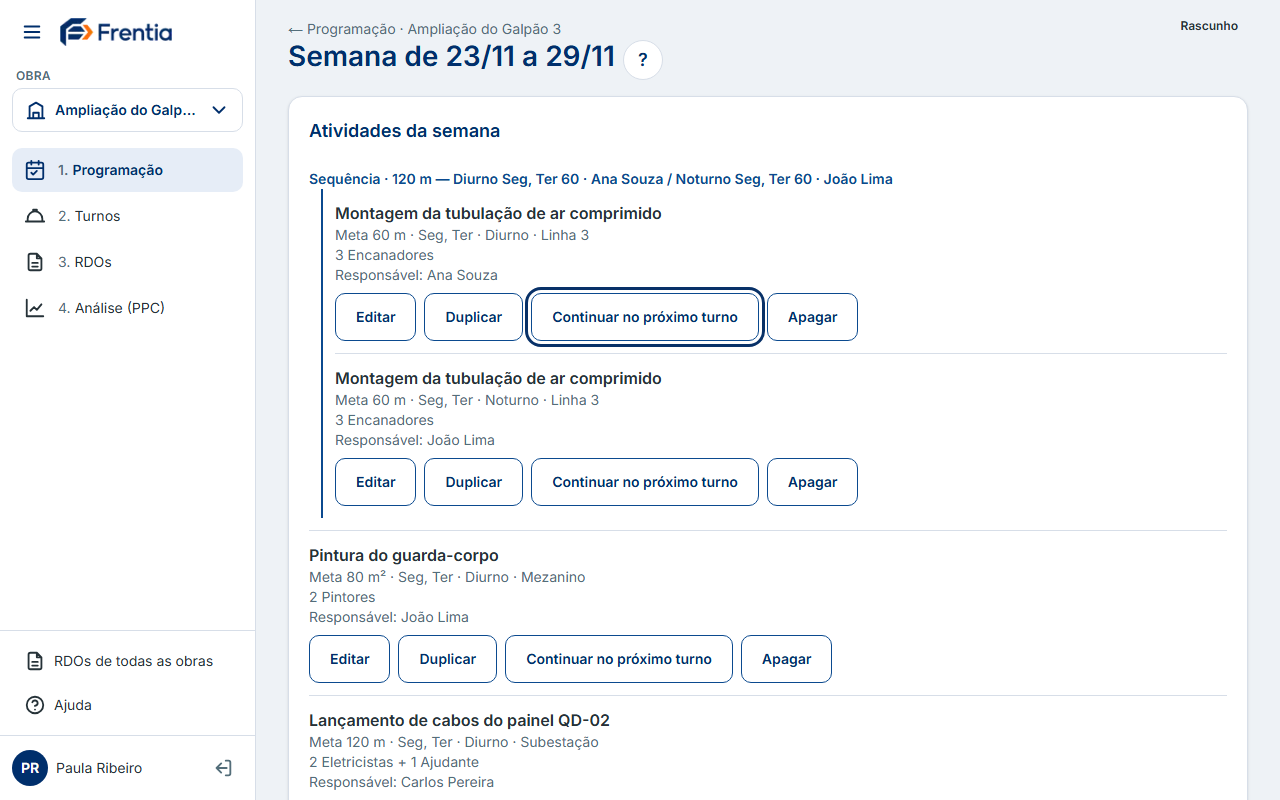 Frentia
OBRA
Ampliação do Galp...
1. Programação
2. Turnos
3. RDOs
4. Análise (PPC)
RDOs de todas as obras
Ajuda
PR Paula Ribeiro
← Programação · Ampliação do Galpão 3
Rascunho
Semana de 23/11 a 29/11 ?
Atividades da semana
Sequência · 120 m — Diurno Seg, Ter 60 · Ana Souza / Noturno Seg, Ter 60 · João Lima
Montagem da tubulação de ar comprimido
Meta 60 m · Seg, Ter · Diurno · Linha 3
3 Encanadores
Responsável: Ana Souza
Editar Duplicar Continuar no próximo turno Apagar
Montagem da tubulação de ar comprimido
Meta 60 m · Seg, Ter · Noturno · Linha 3
3 Encanadores
Responsável: João Lima
Editar Duplicar Continuar no próximo turno Apagar
Pintura do guarda-corpo
Meta 80 m² · Seg, Ter · Diurno · Mezanino
2 Pintores
Responsável: João Lima
Editar Duplicar Continuar no próximo turno Apagar
Lançamento de cabos do painel QD-02
Meta 120 m · Seg, Ter · Diurno · Subestação
2 Eletricistas + 1 Ajudante
Responsável: Carlos Pereira